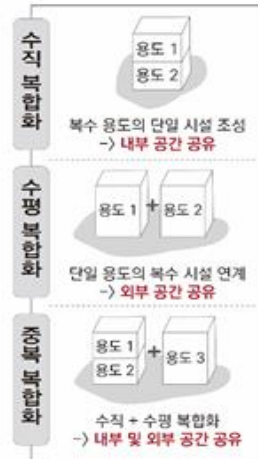 수직 복합화
용도 1
용도 2
복수 용도의 단일 시설 조성
-> 내부 공간 공유
수평 복합화
용도 1 + 용도 2
단일 용도의 복수 시설 연계
-> 외부 공간 공유
중복 복합화
용도 1
용도 2
+ 용도 3
수직 + 수평 복합화
-> 내부 및 외부 공간 공유